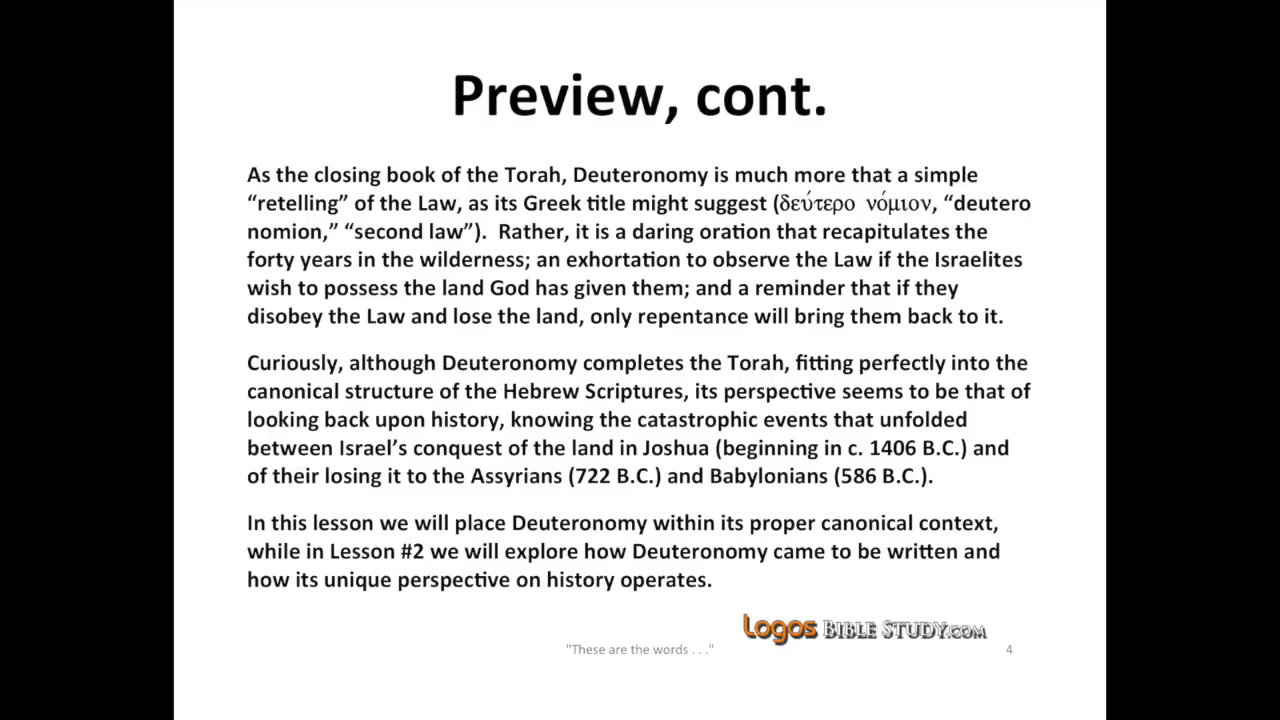 Preview, cont.
As the closing book of the Torah, Deuteronomy is much more that a simple
“retelling” of the Law, as its Greek title might suggest (δεύτερο νόμιον, “deutero
nomion,” “second law”).  Rather, it is a daring oration that recapitulates the
forty years in the wilderness; an exhortation to observe the Law if the Israelites
wish to possess the land God has given them; and a reminder that if they
disobey the Law and lose the land, only repentance will bring them back to it.
Curiously, although Deuteronomy completes the Torah, fitting perfectly into the
canonical structure of the Hebrew Scriptures, its perspective seems to be that of
looking back upon history, knowing the catastrophic events that unfolded
between Israel’s conquest of the land in Joshua (beginning in c. 1406 B.C.) and
of their losing it to the Assyrians (722 B.C.) and Babylonians (586 B.C.).
In this lesson we will place Deuteronomy within its proper canonical context,
while in Lesson #2 we will explore how Deuteronomy came to be written and
how its unique perspective on history operates.
Logos BIBLE STUDY.COM
"These are the words . . ."
4